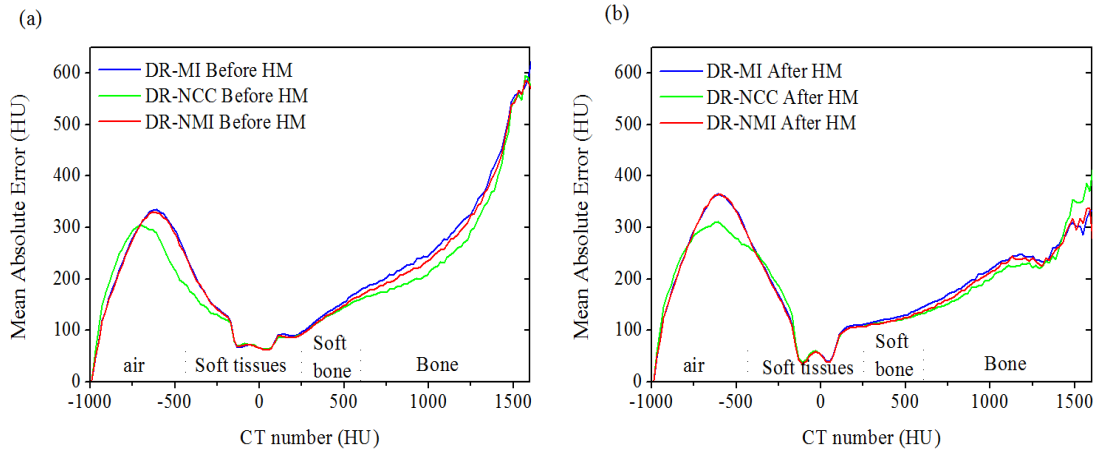 (a)
Mean Absolute Error (HU)
600
500
400
300
200
100
0
DR-MI Before HM
DR-NCC Before HM
DR-NMI Before HM
air
Soft tissues
Soft
bone
Bone
-1000 -500 0 500 1000 1500
CT number (HU)
(b)
Mean Absolute Error (HU)
600
500
400
300
200
100
0
DR-MI After HM
DR-NCC After HM
DR-NMI After HM
air
Soft tissues
Soft
bone
Bone
-1000 -500 0 500 1000 1500
CT number (HU)